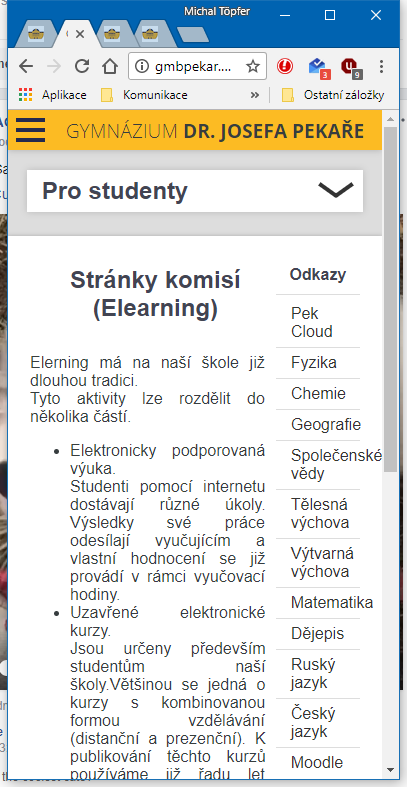 Michal Töpfer
gmbpekar.
3
9
Aplikace
Komunikace
»
Ostatní záložky
GYMNÁZIUM DR. JOSEFA PEKAŘE
Pro studenty
Stránky komisí
(Elearning)
Elerning má na naší škole již
dlouhou tradici.
Tyto aktivity lze rozdělit do
několika částí.
Elektronicky podporovaná
výuka.
Studenti pomocí internetu
dostávají různé úkoly.
Výsledky své práce
odesílají vyučujícím a
vlastní hodnocení se již
provádí v rámci vyučovací
hodiny.
Uzavřené elektronické
kurzy.
Jsou určeny především
studentům naší
školy.Většinou se jedná o
kurzy s kombinovanou
formou vzdělávání
(distanční a prezenční). K
publikování těchto kurzů
používáme již řadu let
Odkazy
Pek
Cloud
Fyzika
Chemie
Geografie
Společenské
vědy
Tělesná
výchova
Výtvarná
výchova
Matematika
Dějepis
Ruský
jazyk
Český
jazyk
Moodle